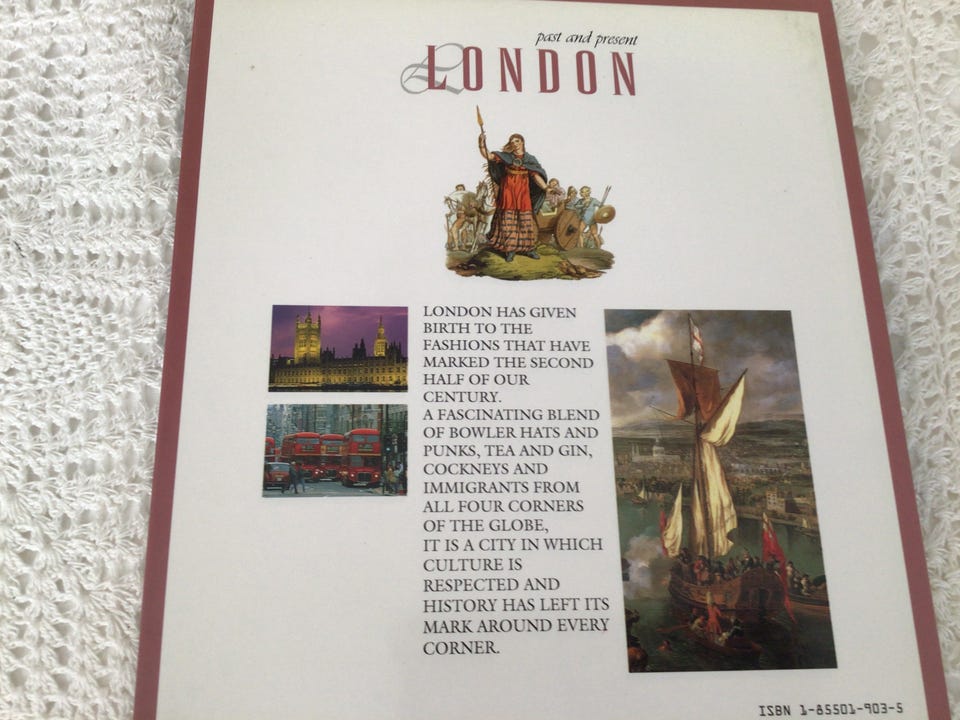 past and present
LONDON
LONDON HAS GIVEN
BIRTH TO THE
FASHIONS THAT HAVE
MARKED THE SECOND
HALF OF OUR
CENTURY.
A FASCINATING BLEND
OF BOWLER HATS AND
PUNKS, TEA AND GIN,
COCKNEYS AND
IMMIGRANTS FROM
ALL FOUR CORNERS
OF THE GLOBE,
IT IS A CITY IN WHICH
CULTURE IS
RESPECTED AND
HISTORY HAS LEFT ITS
MARK AROUND EVERY
CORNER.
ISBN 1-85501-903-5